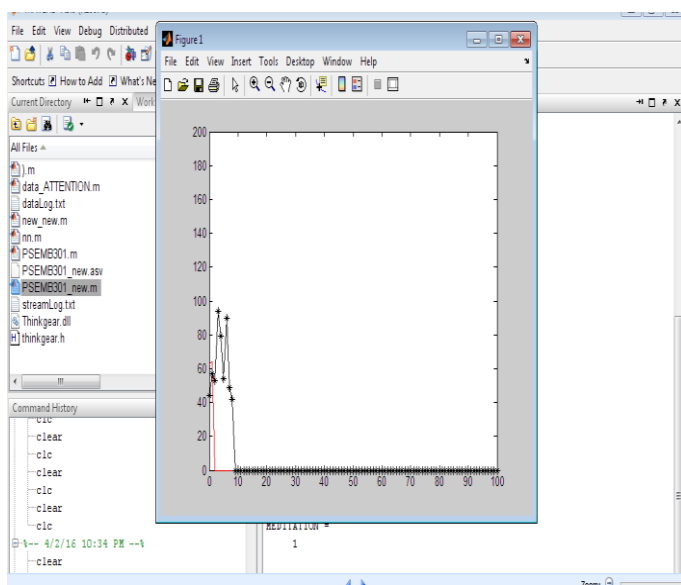 File Edit View Debug Distributed
Shortcuts How to Add What's Ne
Current Directory Work
All Files
).m
data_ATTENTION.m
dataLog.txt
new_new.m
nn.m
PSEMB301.m
PSEMB301_new.asv
PSEMB301_new.m
streamLog.txt
Thinkgear.dll
thinkgear.h
Command History
clc
clear
clc
clear
clc
clear
clc
%-- 4/2/16 10:34 PM --%
clear
Figure 1
File Edit View Insert Tools Desktop Window Help
200
180
160
140
120
100
80
60
40
20
0
0 10 20 30 40 50 60 70 80 90 100
MEDITATION =
1
Zoom: